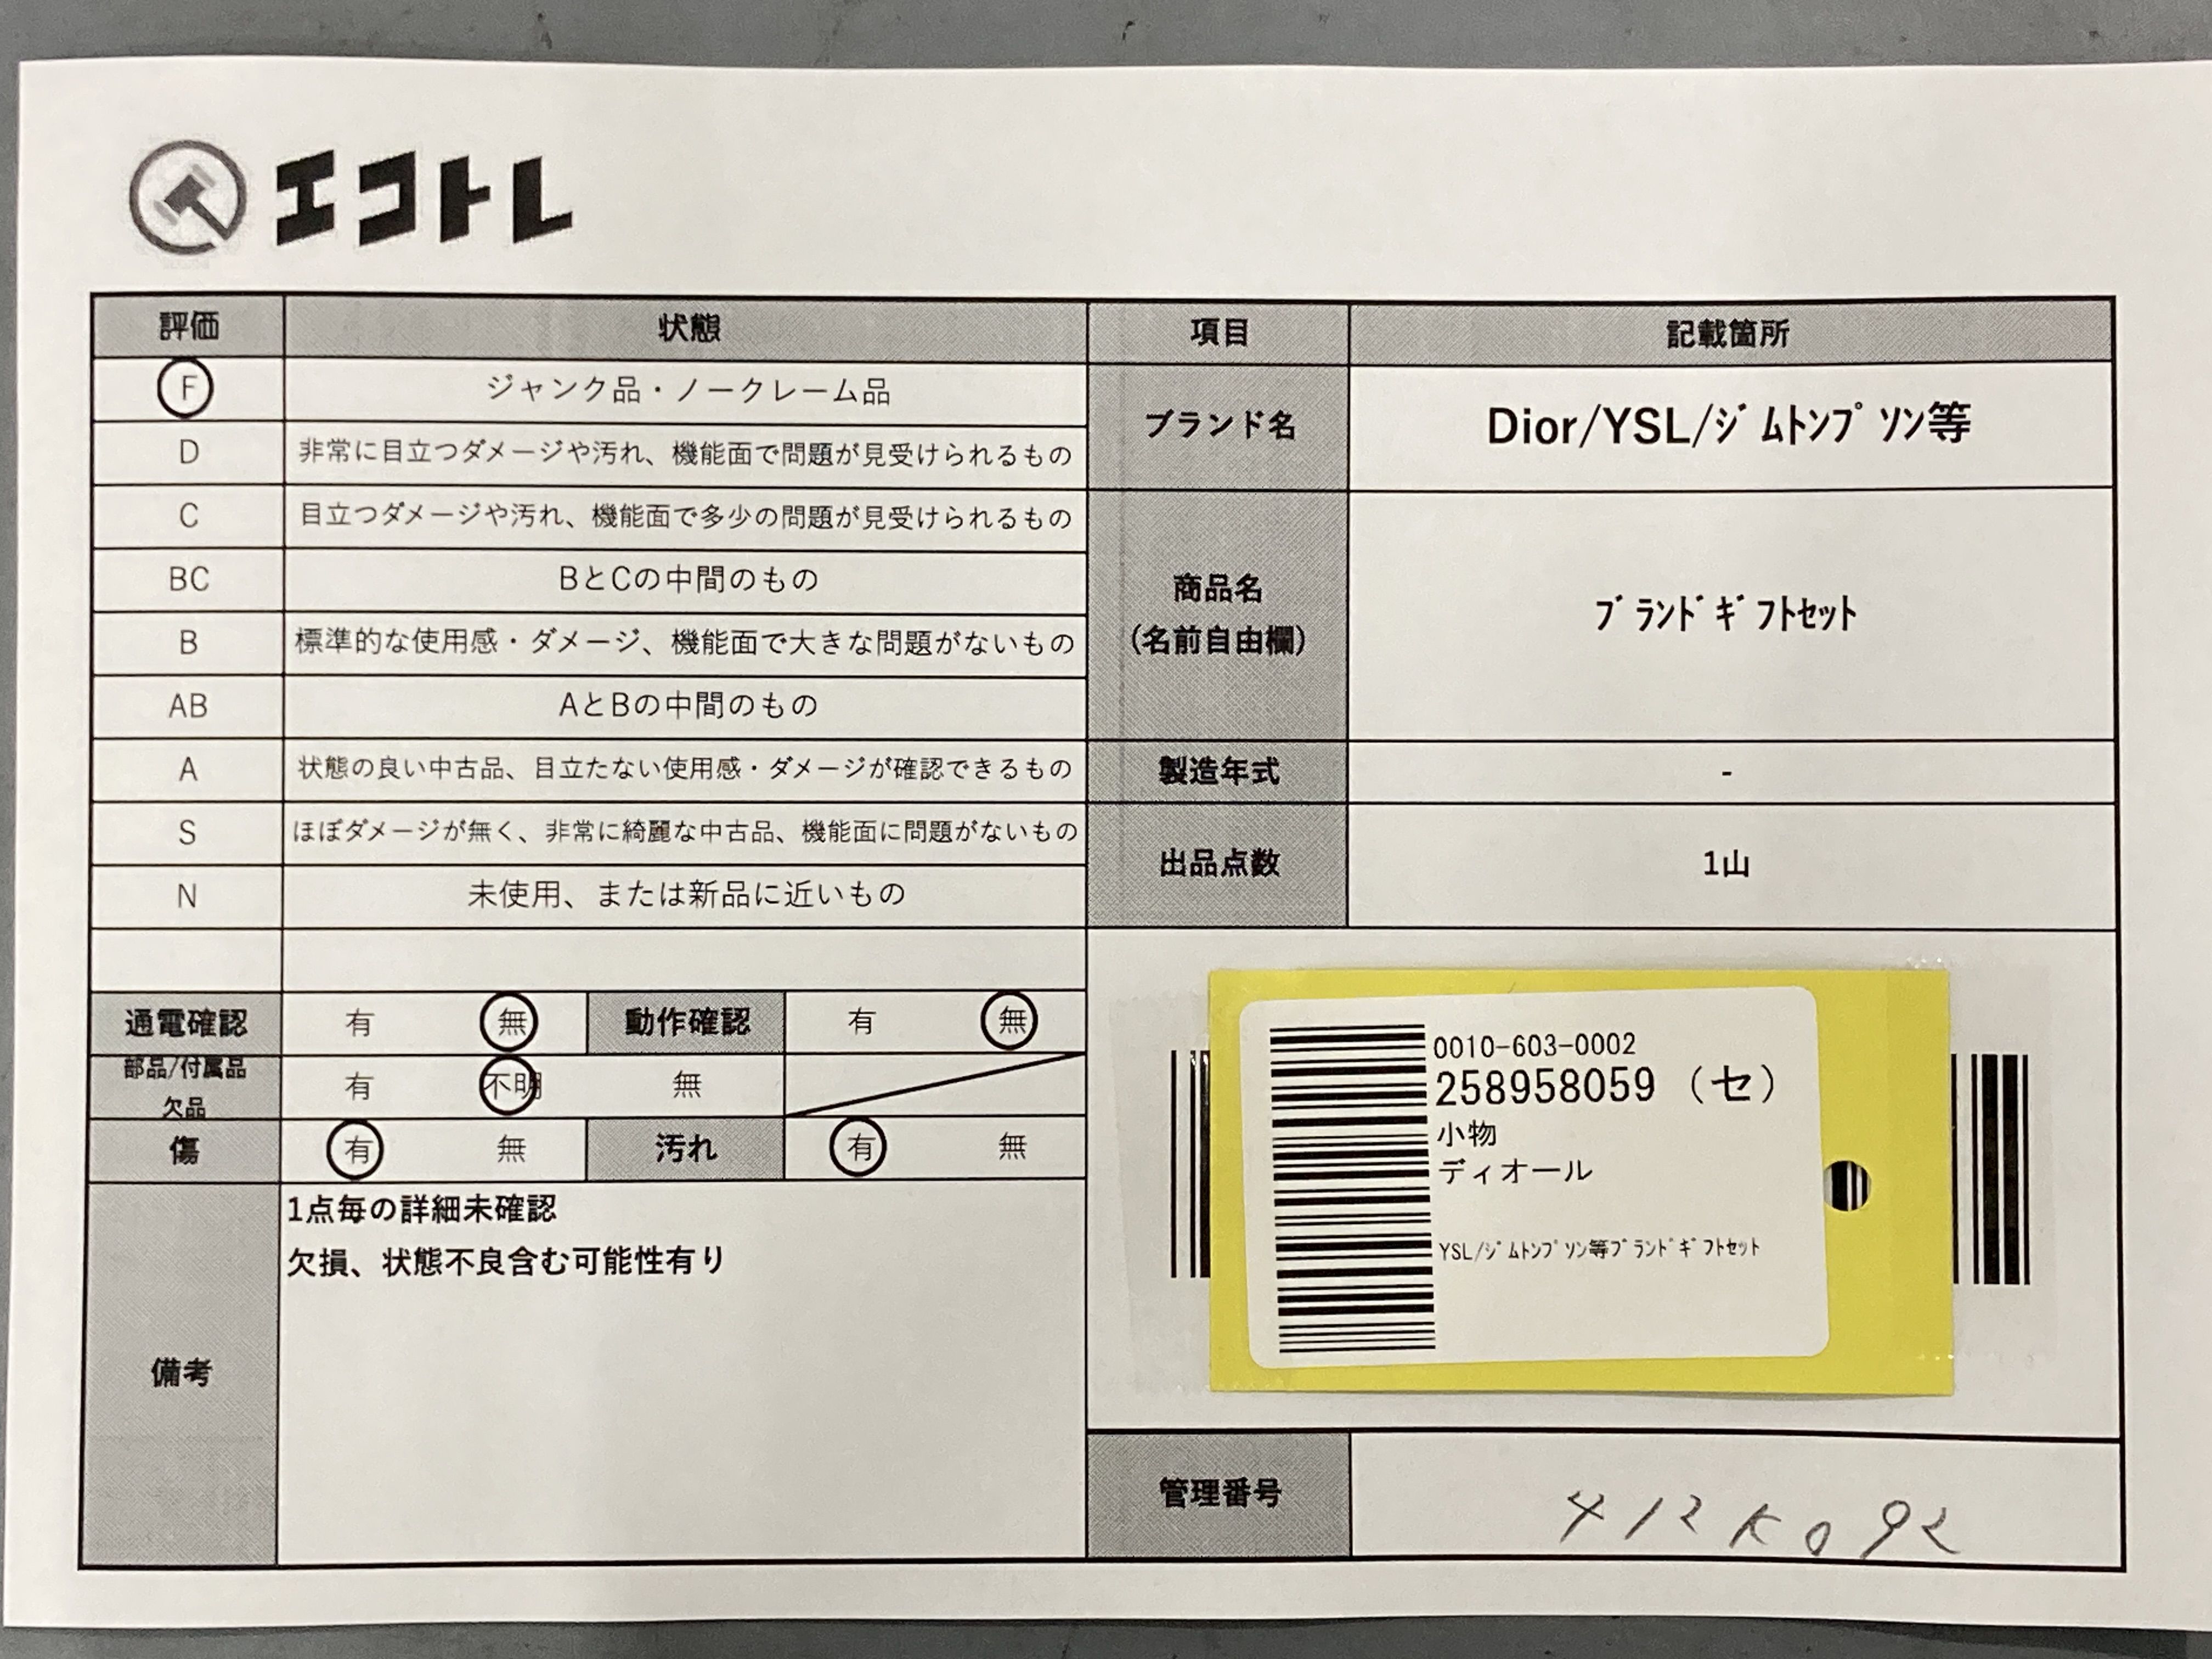 エコトレ
評価 状態 項目 記載箇所
F ジャンク品・ノークレーム品
D 非常に目立つダメージや汚れ、機能面で問題が見受けられるもの
ブランド名 Dior/YSL/ｼﾞﾑﾄﾝﾌﾟｿﾝ等
C 目立つダメージや汚れ、機能面で多少の問題が見受けられるもの
BC BとCの中間のもの
B 標準的な使用感・ダメージ、機能面で大きな問題がないもの
AB AとBの中間のもの
商品名
(名前自由欄)
ﾌﾞﾗﾝﾄﾞｷﾞﾌﾄｾｯﾄ
A 状態の良い中古品、目立たない使用感・ダメージが確認できるもの
製造年式 -
S ほぼダメージが無く、非常に綺麗な中古品、機能面に問題がないもの
N 未使用、または新品に近いもの
出品点数 1山
通電確認 有 無 動作確認 有 無
部品/付属品
欠品
有 不明 無
傷 有 無 汚れ 有 無
備考
1点毎の詳細未確認
欠損、状態不良含む可能性有り
0010-603-0002
258958059 (セ)
小物
ディオール
YSL/ｼﾞﾑﾄﾝﾌﾟｿﾝ等ﾌﾞﾗﾝﾄﾞｷﾞﾌﾄｾｯﾄ
管理番号 412K092